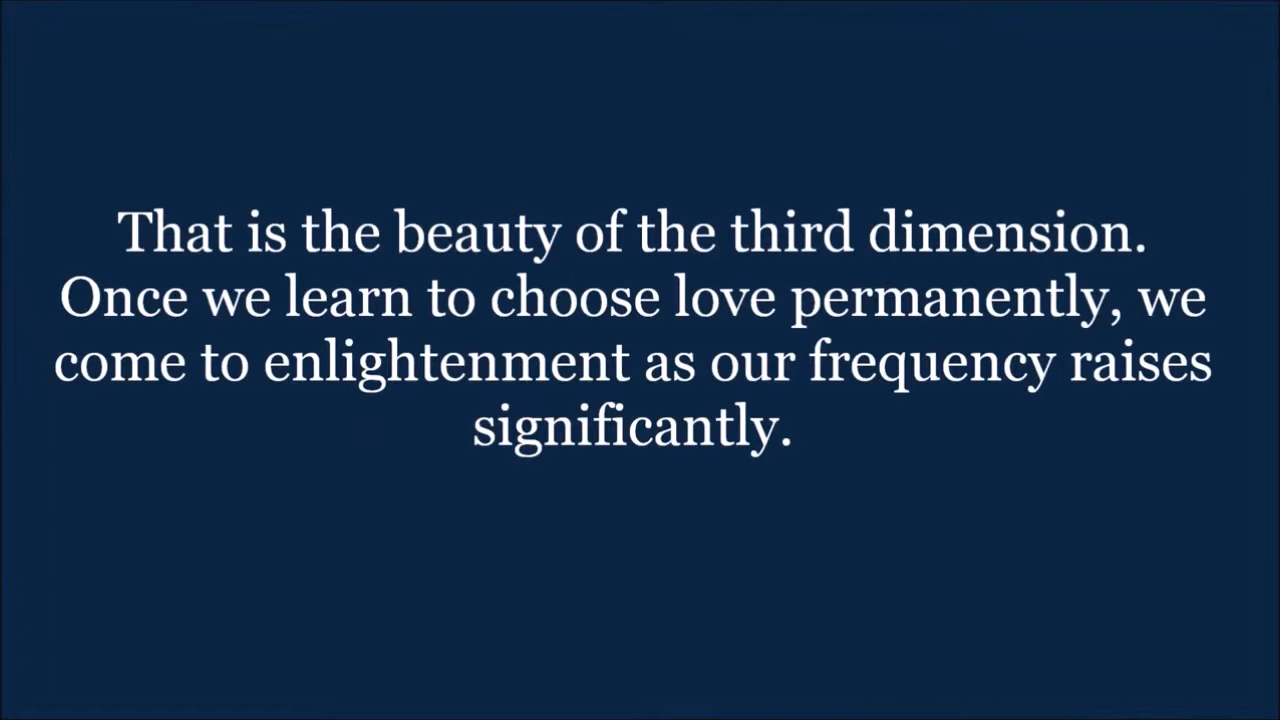 That is the beauty of the third dimension.
Once we learn to choose love permanently, we
come to enlightenment as our frequency raises
significantly.